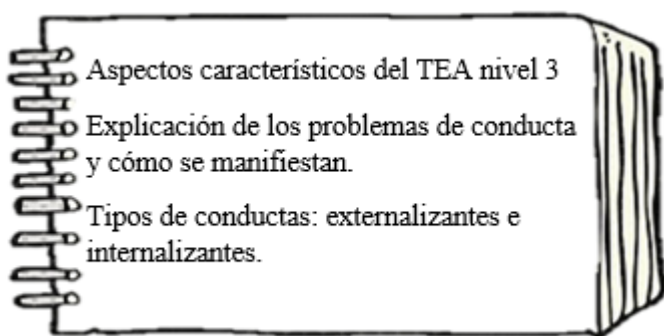 Aspectos característicos del TEA nivel 3
Explicación de los problemas de conducta
y cómo se manifiestan.
Tipos de conductas: externalizantes e
internalizantes.